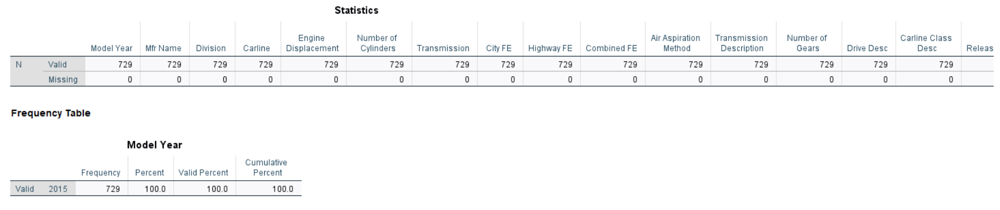 Statistics
Model Year Mfr Name Division Carline Engine Displacement Number of Cylinders Transmission City FE Highway FE Combined FE Air Aspiration Method Transmission Description Number of Gears Drive Desc Carline Class Desc Releas
N Valid 729 729 729 729 729 729 729 729 729 729 729 729 729 729 729
Missing 0 0 0 0 0 0 0 0 0 0 0 0 0 0 0
Frequency Table
Model Year
Frequency Percent Valid Percent Cumulative Percent
Valid 2015 729 100.0 100.0 100.0